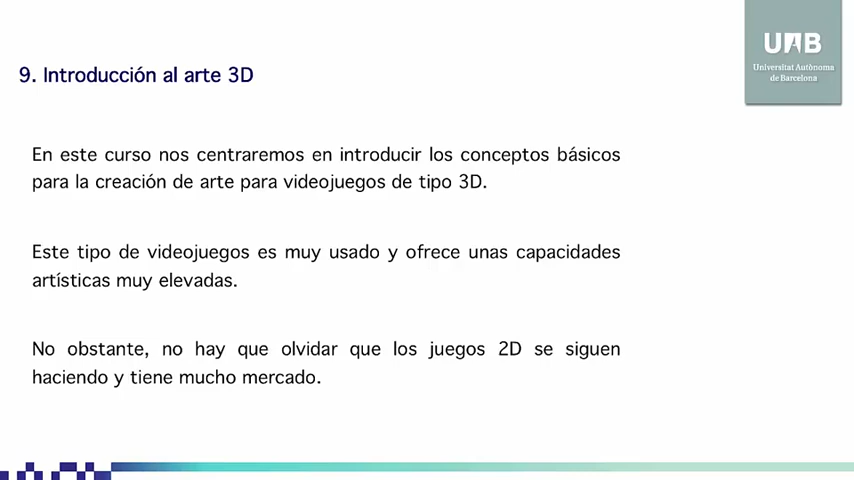 UAB
Universitat Autònoma
de Barcelona
9. Introducción al arte 3D
En este curso nos centraremos en introducir los conceptos básicos
para la creación de arte para videojuegos de tipo 3D.
Este tipo de videojuegos es muy usado y ofrece unas capacidades
artísticas muy elevadas.
No obstante, no hay que olvidar que los juegos 2D se siguen
haciendo y tiene mucho mercado.